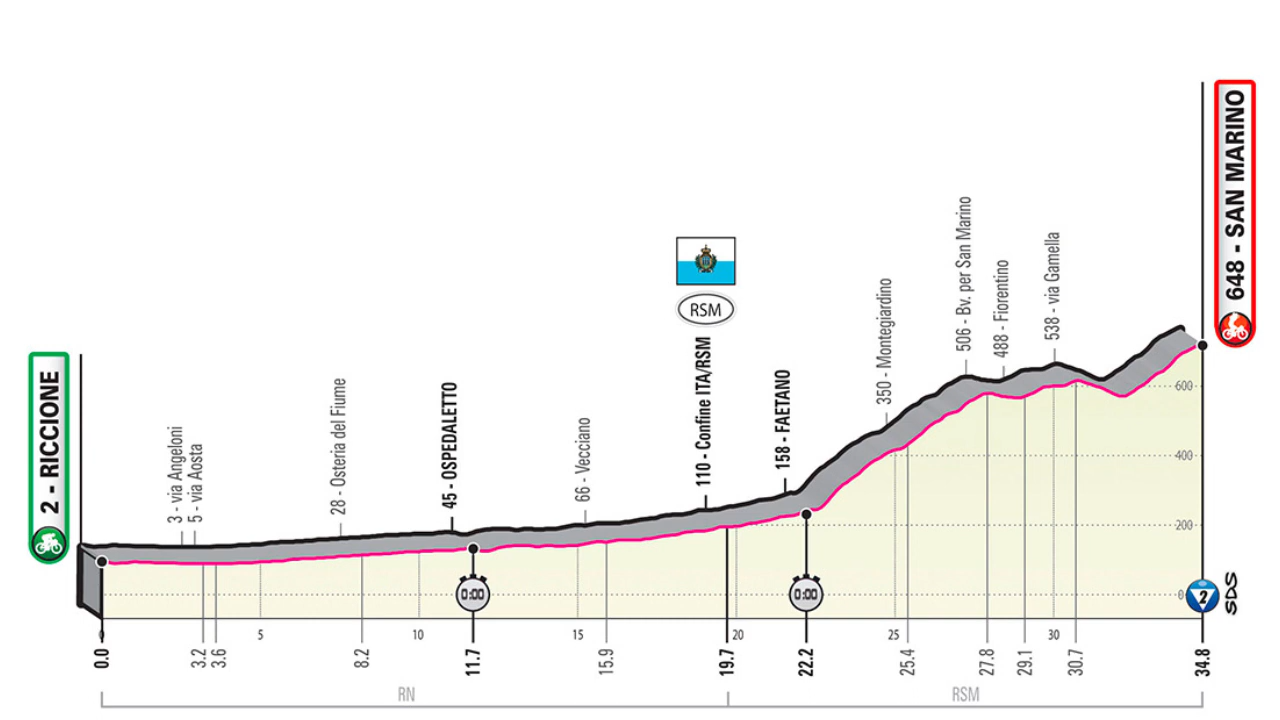 2 - RICCIONE
3 - via Angeloni
5 - via Aosta
28 - Osteria del Fiume
45 - OSPEDALETTO
66 - Vecciano
RSM
110 - Confine ITA/RSM
158 - FAETANO
350 - Montegiardino
506 - Bv. per San Marino
488 - Fiorentino
538 - via Gamella
648 - SAN MARINO
600
400
200
0
0:00
0:00
2
SDS
0
5
10
15
20
25
30
0.0
3.2
3.6
8.2
11.7
15.9
19.7
22.2
25.4
27.8
29.1
30.7
34.8
RN
RSM